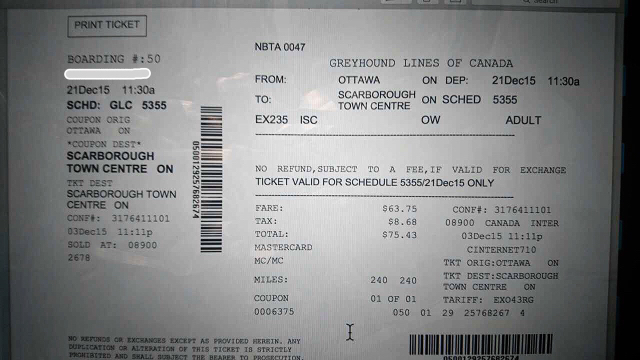 Search
PRINT TICKET
BOARDING #:50
21Dec15 11:30a
SCHD: GLC 5355
COUPON ORIG
OTTAWA ON
*COUPON DEST*
SCARBOROUGH
TOWN CENTRE ON
TKT DEST
SCARBOROUGH TOWN
CENTRE ON
CONF#: 3176411101
03Dec15 11:11p
SOLD AT: 08900
2678
NO REFUNDS OR EXCHANGES EXCEPT AS PROVIDED HEREIN. ANY
DUPLICATION OR ALTERATION OF THIS TICKET IS STRICTLY
PROHIBITED AND SHALL SUBJECT THE BEARER TO PROSECUTION.
05001292576826​74
NBTA 0047
GREYHOUND LINES OF CANADA
FROM: OTTAWA ON DEP: 21Dec15 11:30a
TO: SCARBOROUGH TOWN CENTRE ON SCHED 5355
EX235 ISC OW ADULT
NO REFUND,SUBJECT TO A FEE,IF VALID FOR EXCHANGE
TICKET VALID FOR SCHEDULE 5355/21Dec15 ONLY
FARE: $63.75 CONF#: 3176411101
TAX: $8.68 08900 CANADA INTER
TOTAL: $75.43 03Dec15 11:11p
MASTERCARD CINTERNET710
MC/MC TKT ORIG:OTTAWA ON
MILES: 240 240 TKT DEST:SCARBOROUGH
TOWN CENTRE ON
COUPON 01 OF 01 TARIFF: EXO43RG
0006375 050 01 29 25768267 4
05001292576826​74